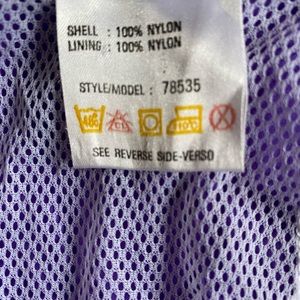 SHELL : 100% NYLON
LINING : 100% NYLON
STYLE/MODEL : 78535
SEE REVERSE SIDE-VERSO